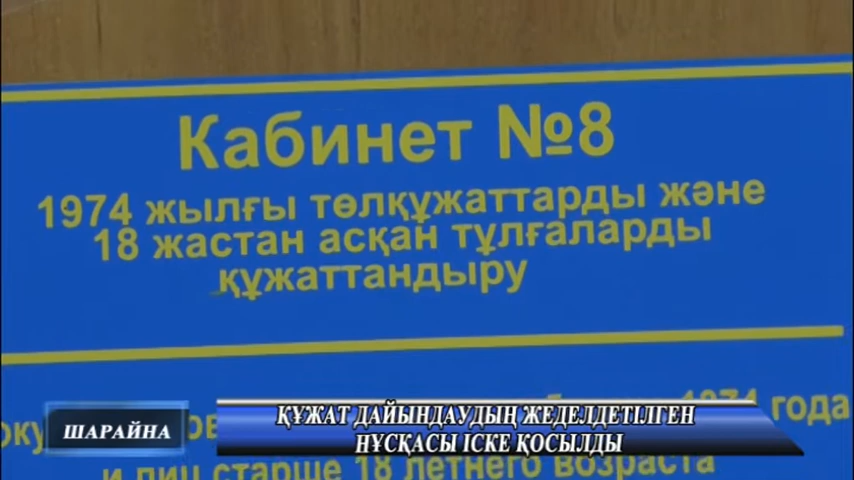 Кабинет №8
1974 жылғы төлқұжаттарды және
18 жастан асқан тұлғаларды
құжаттандыру
1974 года
и лиц старше 18 летнего возраста
ШАРАЙНА
ҚҰЖАТ ДАЙЫНДАУДЫҢ ЖЕДЕЛДЕТІЛГЕН
НҰСҚАСЫ ІСКЕ ҚОСЫЛДЫ